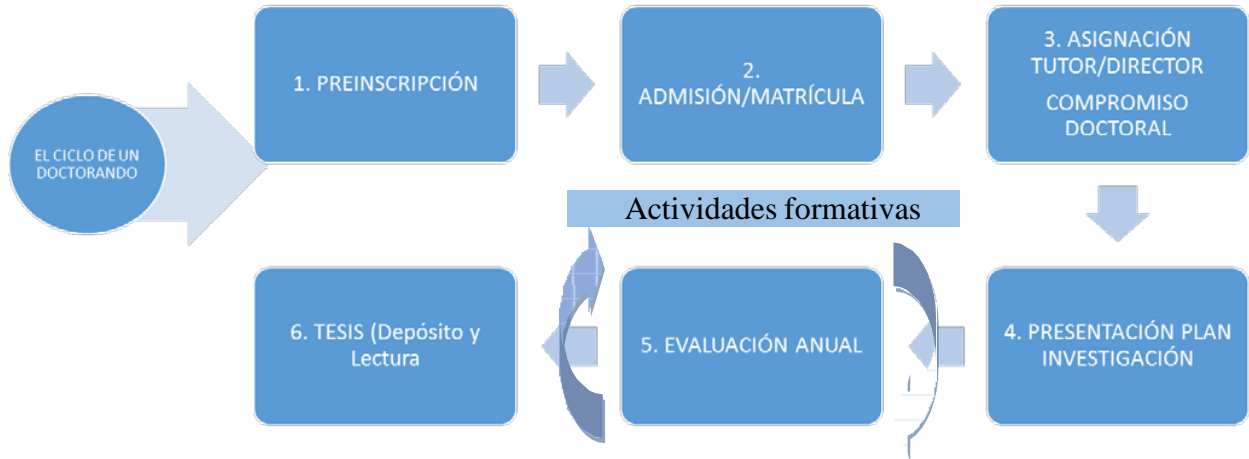 EL CICLO DE UN
DOCTORANDO
1. PREINSCRIPCIÓN
2.
ADMISIÓN/MATRÍCULA
3. ASIGNACIÓN
TUTOR/DIRECTOR
COMPROMISO
DOCTORAL
Actividades formativas
4. PRESENTACIÓN PLAN
INVESTIGACIÓN
5. EVALUACIÓN ANUAL
6. TESIS (Depósito y
Lectura